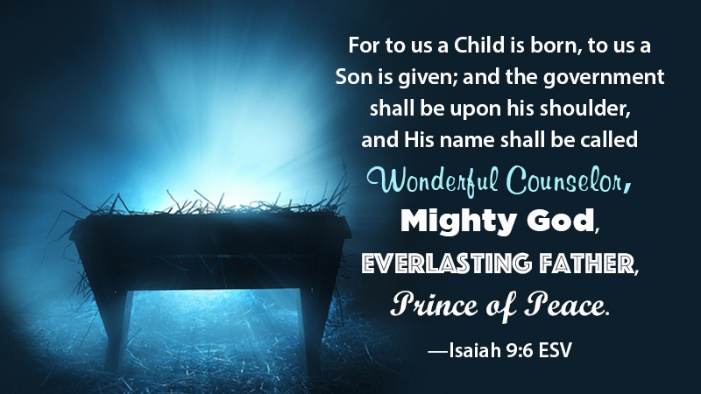 For to us a Child is born, to us a
Son is given; and the government
shall be upon his shoulder,
and His name shall be called
Wonderful Counselor,
Mighty God,
EVERLASTING FATHER,
Prince of Peace.
—Isaiah 9:6 ESV